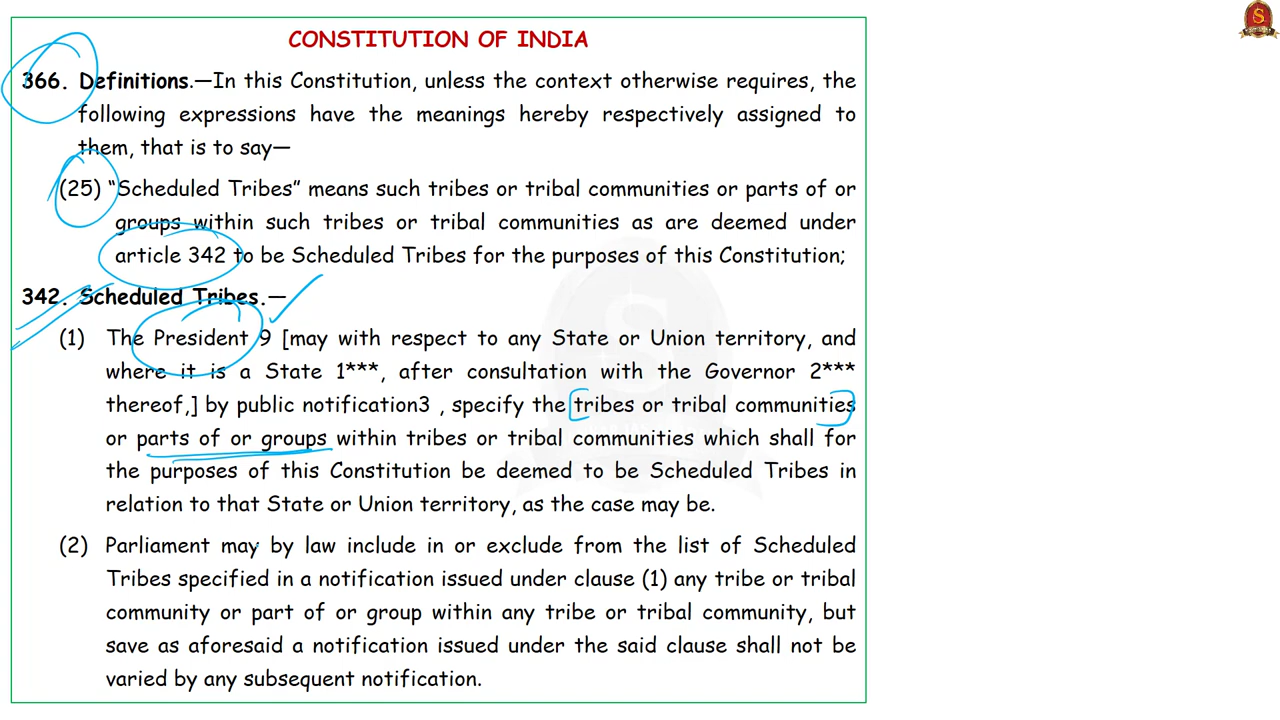 CONSTITUTION OF INDIA
366. Definitions.—In this Constitution, unless the context otherwise requires, the
following expressions have the meanings hereby respectively assigned to
them, that is to say—
(25) “Scheduled Tribes” means such tribes or tribal communities or parts of or
groups within such tribes or tribal communities as are deemed under
article 342 to be Scheduled Tribes for the purposes of this Constitution;
342. Scheduled Tribes.—
(1) The President 9 [may with respect to any State or Union territory, and
where it is a State 1***, after consultation with the Governor 2***
thereof,] by public notification3 , specify the tribes or tribal communities
or parts of or groups within tribes or tribal communities which shall for
the purposes of this Constitution be deemed to be Scheduled Tribes in
relation to that State or Union territory, as the case may be.
(2) Parliament may by law include in or exclude from the list of Scheduled
Tribes specified in a notification issued under clause (1) any tribe or tribal
community or part of or group within any tribe or tribal community, but
save as aforesaid a notification issued under the said clause shall not be
varied by any subsequent notification.